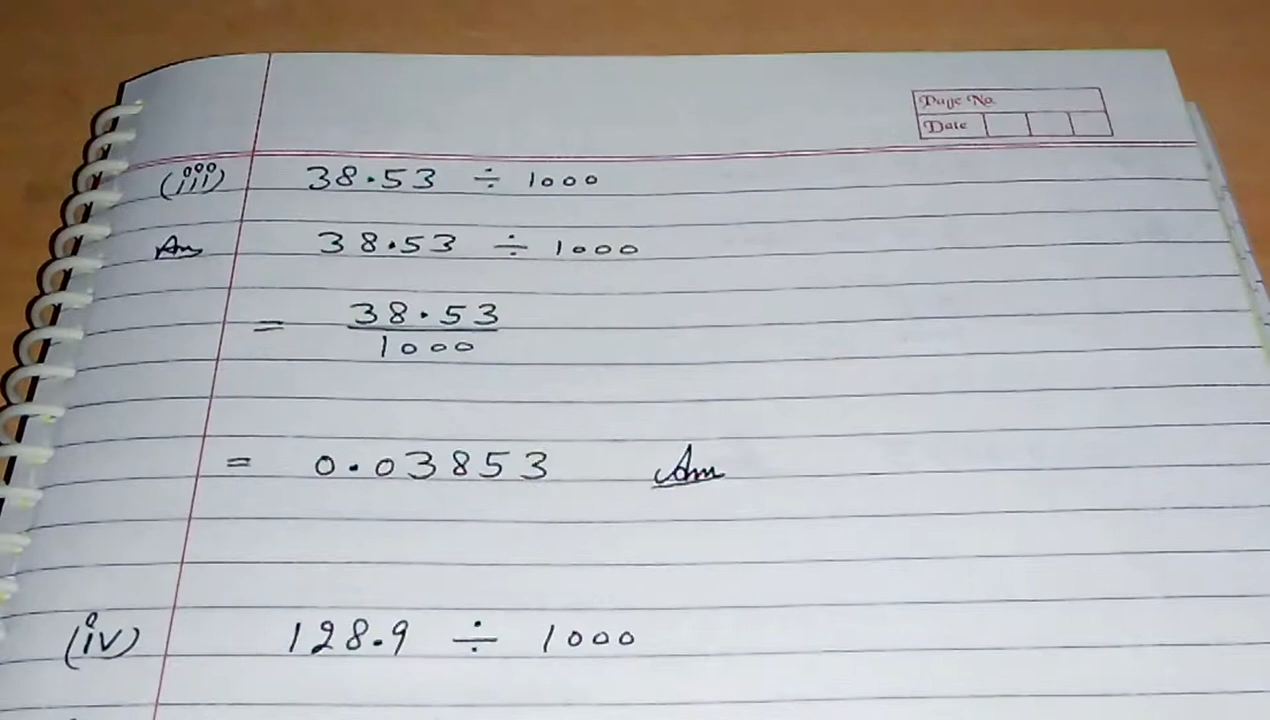 Page No.
Date
(iii) 38.53 ÷ 1000
Ans 38.53 ÷ 1000
= 38.53
1000
= 0.03853 Ans
(iv) 128.9 ÷ 1000